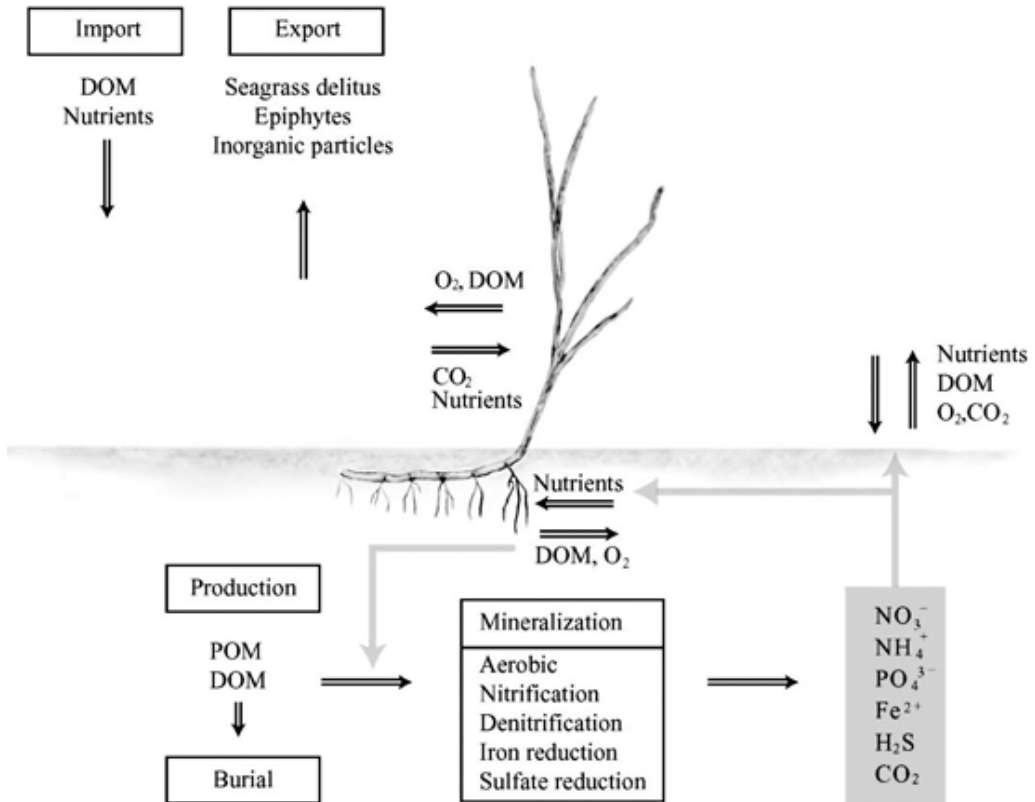 Import
DOM
Nutrients
Export
Seagrass delitus
Epiphytes
Inorganic particles
O₂, DOM
CO₂
Nutrients
Nutrients
DOM
O₂,CO₂
Nutrients
DOM, O₂
Production
POM
DOM
Burial
Mineralization
Aerobic
Nitrification
Denitrification
Iron reduction
Sulfate reduction
NO₃⁻
NH₄⁺
PO₄³⁻
Fe²⁺
H₂S
CO₂